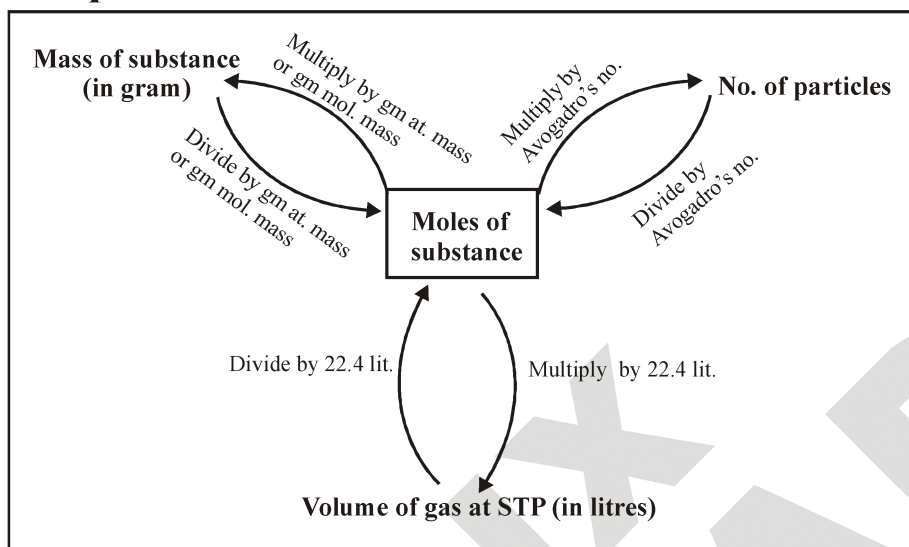 Mass of substance
(in gram)
Multiply by gm at. mass
or gm mol. mass
Divide by gm at. mass
or gm mol. mass
Multiply by
Avogadro's no.
No. of particles
Divide by
Avogadro's no.
Moles of
substance
Divide by 22.4 lit.
Multiply by 22.4 lit.
Volume of gas at STP (in litres)